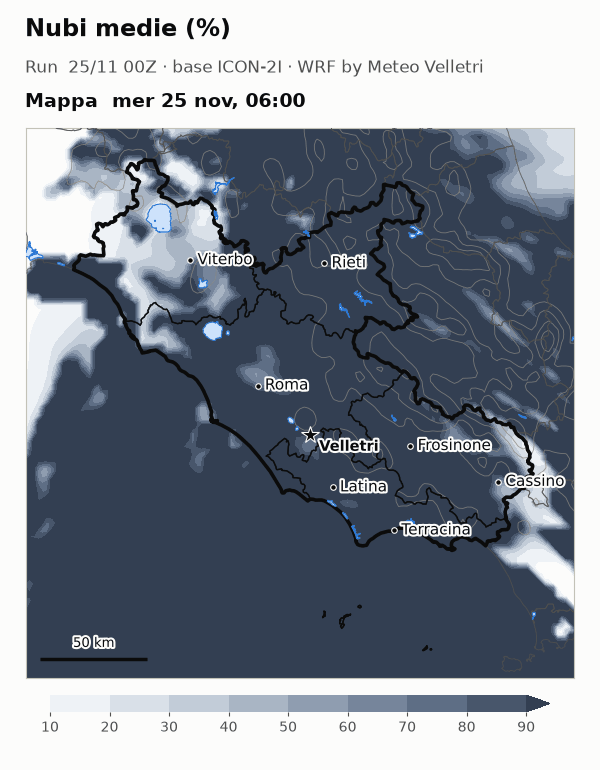 Nubi medie (%)
Run  25/11 00Z · base ICON-2I · WRF by Meteo Velletri
Mappa  mer 25 nov, 06:00
Viterbo
Rieti
Roma
Velletri
Frosinone
Cassino
Latina
Terracina
50 km
10 20 30 40 50 60 70 80 90